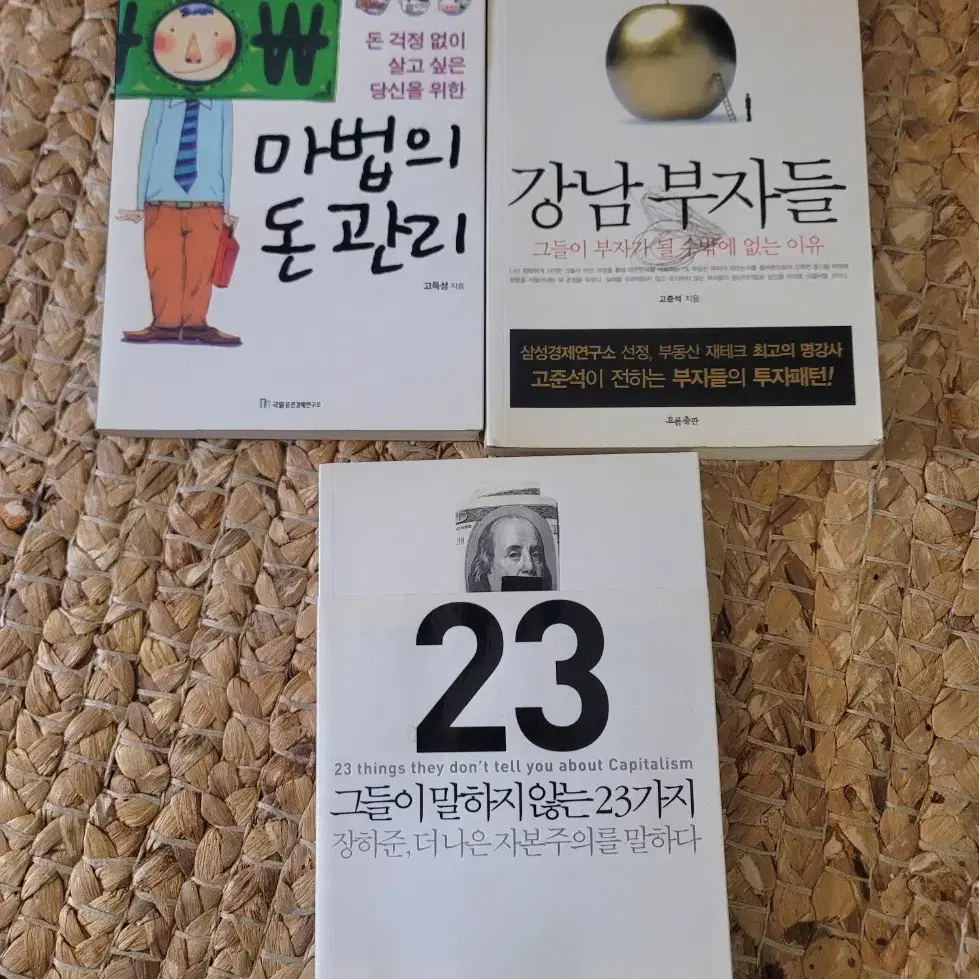 ₩
돈 걱정 없이
살고 싶은
당신을 위한
마법의
돈 관리
고득성 지음
강남 부자들
그들이 부자가 될 수밖에 없는 이유
고준석 지음
삼성경제연구소 선정, 부동산 재테크 최고의 명강사
고준석이 전하는 부자들의 투자패턴!
흐름출판
23
23 things they don't tell you about Capitalism
그들이 말하지 않는 23가지
장하준, 더 나은 자본주의를 말하다